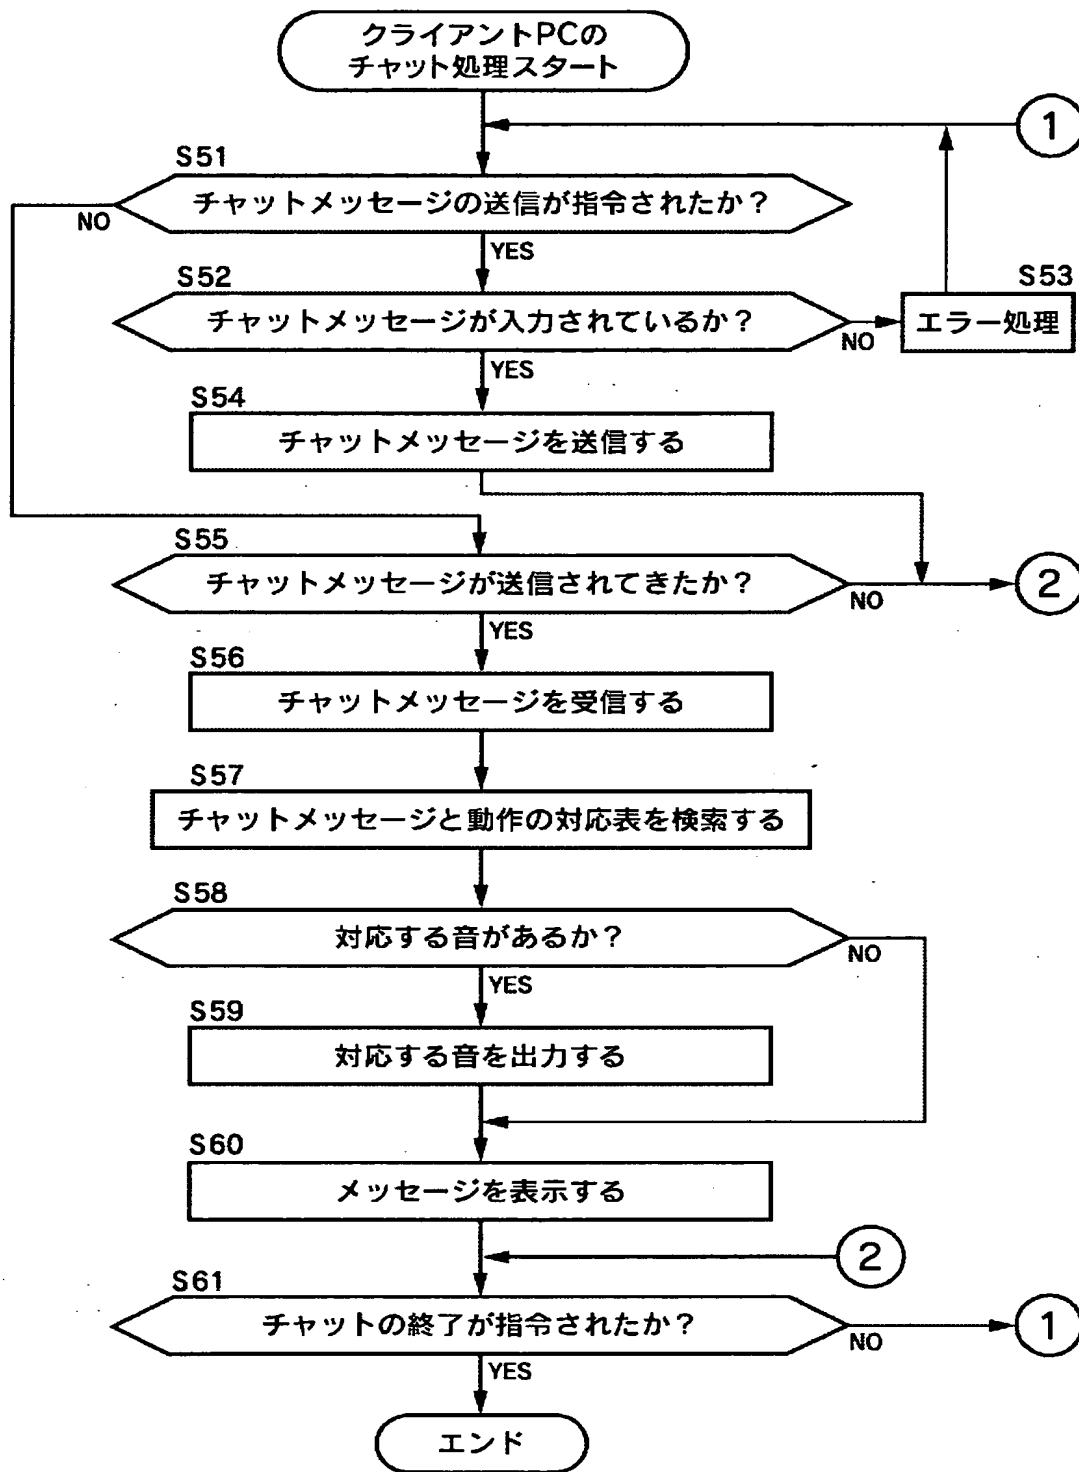 クライアントPCの
チャット処理スタート
1
S51
チャットメッセージの送信が指令されたか？
NO
YES
S52
チャットメッセージが入力されているか？
NO
S53
エラー処理
YES
S54
チャットメッセージを送信する
S55
チャットメッセージが送信されてきたか？
NO
2
YES
S56
チャットメッセージを受信する
S57
チャットメッセージと動作の対応表を検索する
S58
対応する音があるか？
NO
YES
S59
対応する音を出力する
S60
メッセージを表示する
2
S61
チャットの終了が指令されたか？
NO
1
YES
エンド